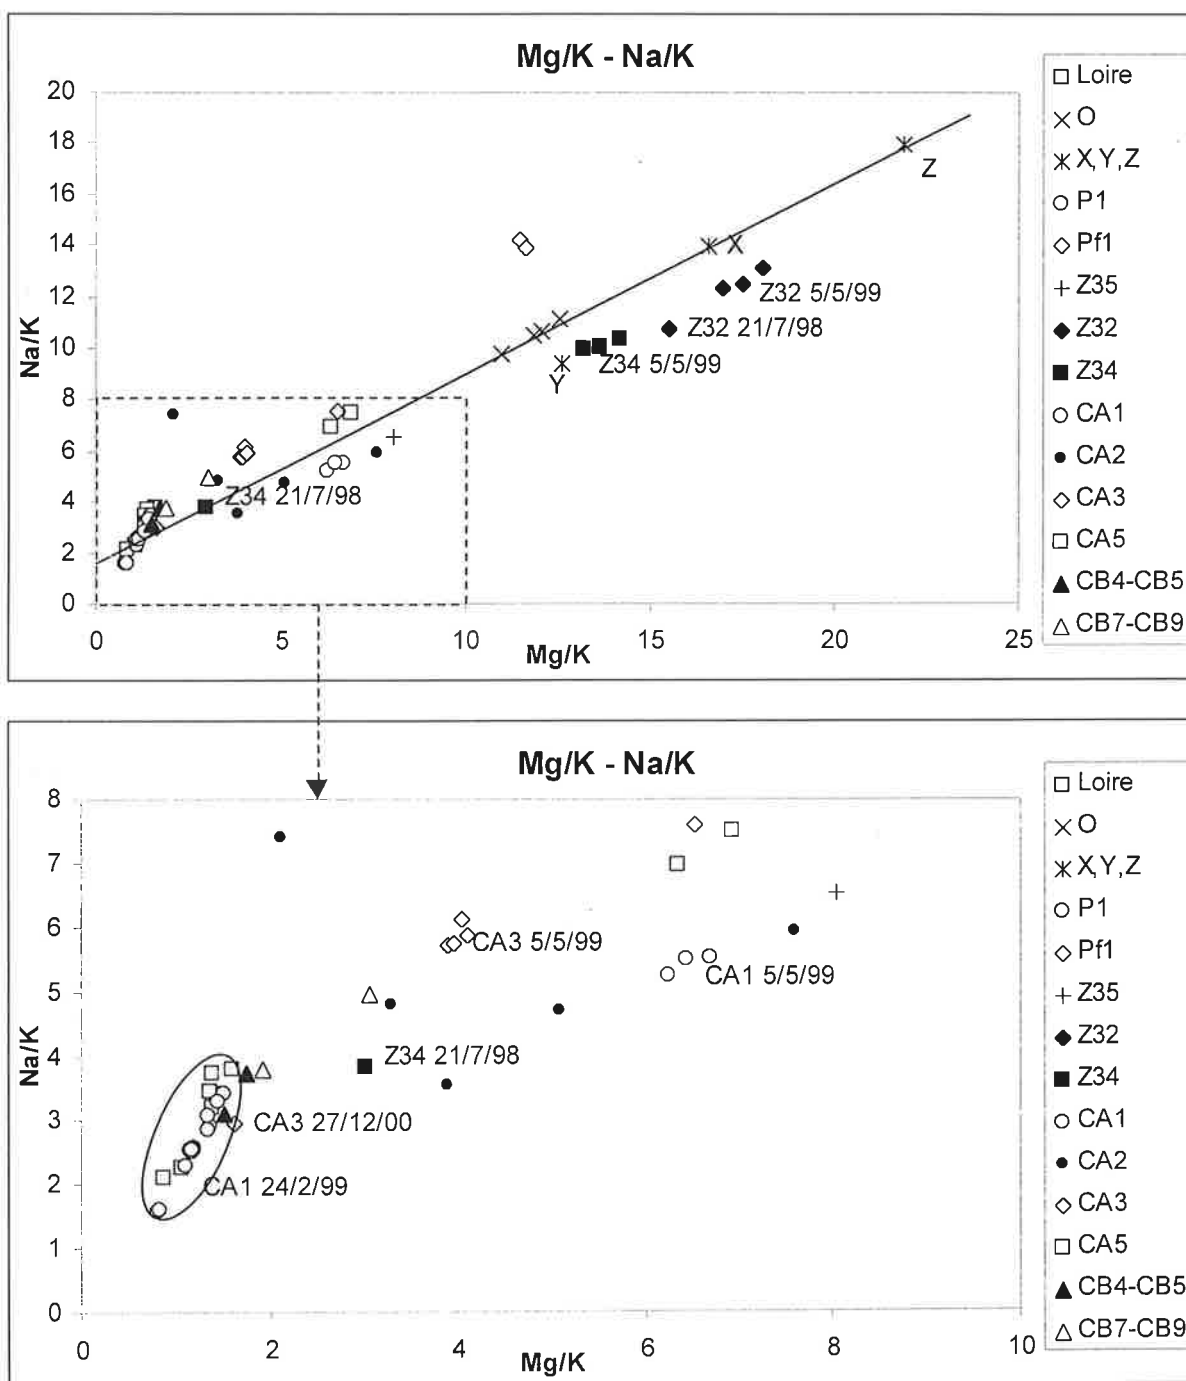 Mg/K - Na/K
20
18
16
14
12
10
8
6
4
2
0
Na/K
0
5
10
15
20
25
Mg/K
Z
X
Z32 5/5/99
Z32 21/7/98
Z34 5/5/99
Y
Z34 21/7/98
Loire
O
X,Y,Z
P1
Pf1
Z35
Z32
Z34
CA1
CA2
CA3
CA5
CB4-CB5
CB7-CB9
Mg/K - Na/K
8
7
6
5
4
3
2
1
0
Na/K
0
2
4
6
8
10
Mg/K
CA3 5/5/99
CA1 5/5/99
Z34 21/7/98
CA3 27/12/00
CA1 24/2/99
Loire
O
X,Y,Z
P1
Pf1
Z35
Z32
Z34
CA1
CA2
CA3
CA5
CB4-CB5
CB7-CB9